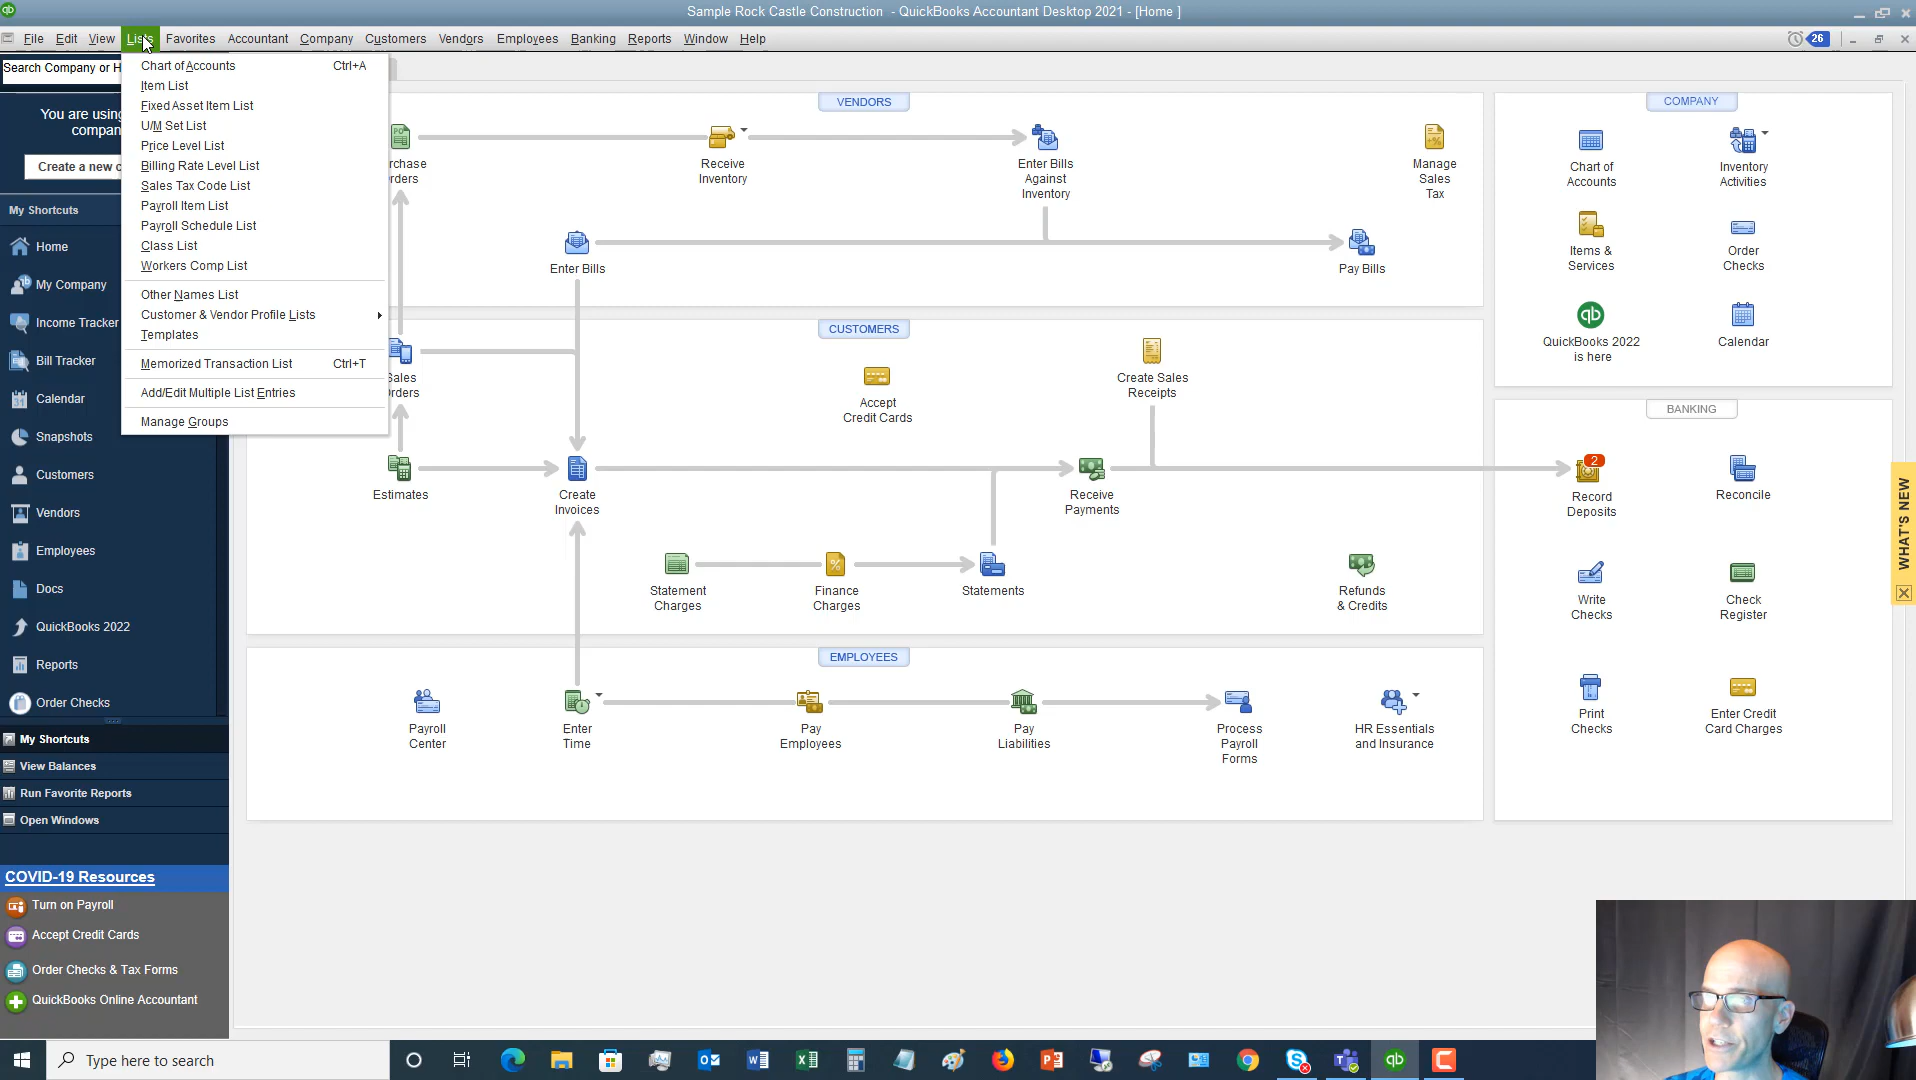 Sample Rock Castle Construction - QuickBooks Accountant Desktop 2021 - [Home ]
File Edit View Lists Favorites Accountant Company Customers Vendors Employees Banking Reports Window Help
26
Search Company or H
You are using
compan
Create a new c
My Shortcuts
Home
My Company
Income Tracker
Bill Tracker
Calendar
Snapshots
Customers
Vendors
Employees
Docs
QuickBooks 2022
Reports
Order Checks
My Shortcuts
View Balances
Run Favorite Reports
Open Windows
COVID-19 Resources
Turn on Payroll
Accept Credit Cards
Order Checks & Tax Forms
QuickBooks Online Accountant
Chart of Accounts Ctrl+A
Item List
Fixed Asset Item List
U/M Set List
Price Level List
Billing Rate Level List
Sales Tax Code List
Payroll Item List
Payroll Schedule List
Class List
Workers Comp List
Other Names List
Customer & Vendor Profile Lists
Templates
Memorized Transaction List Ctrl+T
Add/Edit Multiple List Entries
Manage Groups
VENDORS
PO
rchase
rders
Receive
Inventory
Enter Bills
Against
Inventory
Manage
Sales
Tax
Enter Bills
Pay Bills
CUSTOMERS
Sales
Orders
Accept
Credit Cards
Create Sales
Receipts
Estimates
Create
Invoices
Receive
Payments
Statement
Charges
Finance
Charges
Statements
Refunds
& Credits
EMPLOYEES
Payroll
Center
Enter
Time
Pay
Employees
Pay
Liabilities
Process
Payroll
Forms
HR Essentials
and Insurance
COMPANY
Chart of
Accounts
Inventory
Activities
Items &
Services
Order
Checks
qb
QuickBooks 2022
is here
Calendar
BANKING
2
Record
Deposits
Reconcile
Write
Checks
Check
Register
Print
Checks
Enter Credit
Card Charges
WHAT'S NEW
Type here to search